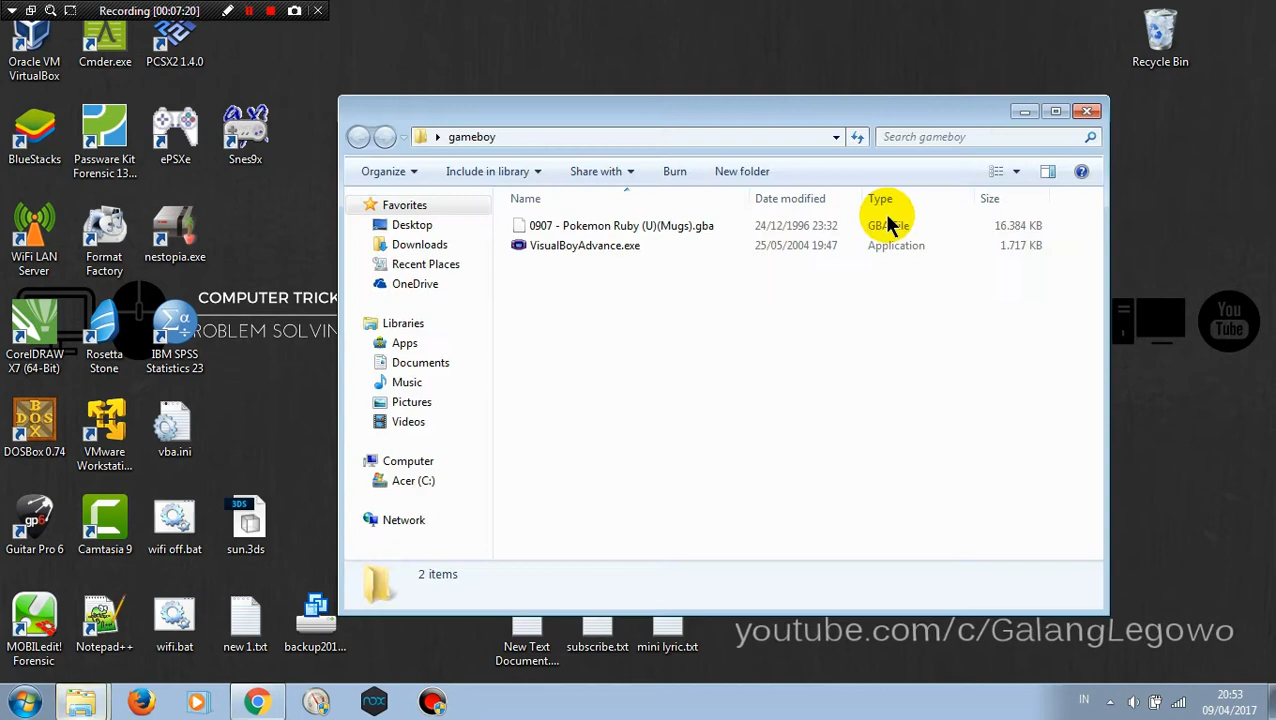 Recording [00:07:20]
Oracle VM
VirtualBox
Cmder.exe
PCSX2 1.4.0
Recycle Bin
gameboy
Search gameboy
Organize
Include in library
Share with
Burn
New folder
BlueStacks
Passware Kit
Forensic 13...
ePSXe
Snes9x
Favorites
Desktop
Downloads
Recent Places
OneDrive
Libraries
Apps
Documents
Music
Pictures
Videos
Computer
Acer (C:)
Network
Name
Date modified
Type
Size
0907 - Pokemon Ruby (U)(Mugs).gba
24/12/1996 23:32
GBA File
16.384 KB
VisualBoyAdvance.exe
25/05/2004 19:47
Application
1.717 KB
WiFi LAN
Server
Format
Factory
nestopia.exe
COMPUTER TRICK
ROBLEM SOLVIN
You
Tube
CorelDRAW
X7 (64-Bit)
Rosetta
Stone
IBM SPSS
Statistics 23
DOSBox 0.74
VMware
Workstati...
vba.ini
Guitar Pro 6
Camtasia 9
wifi off.bat
3DS
sun.3ds
2 items
MOBILedit!
Forensic
Notepad++
wifi.bat
new 1.txt
backup201...
New Text
Document....
subscribe.txt
mini lyric.txt
youtube.com/c/GalangLegowo
nox
IN
20:53
09/04/2017